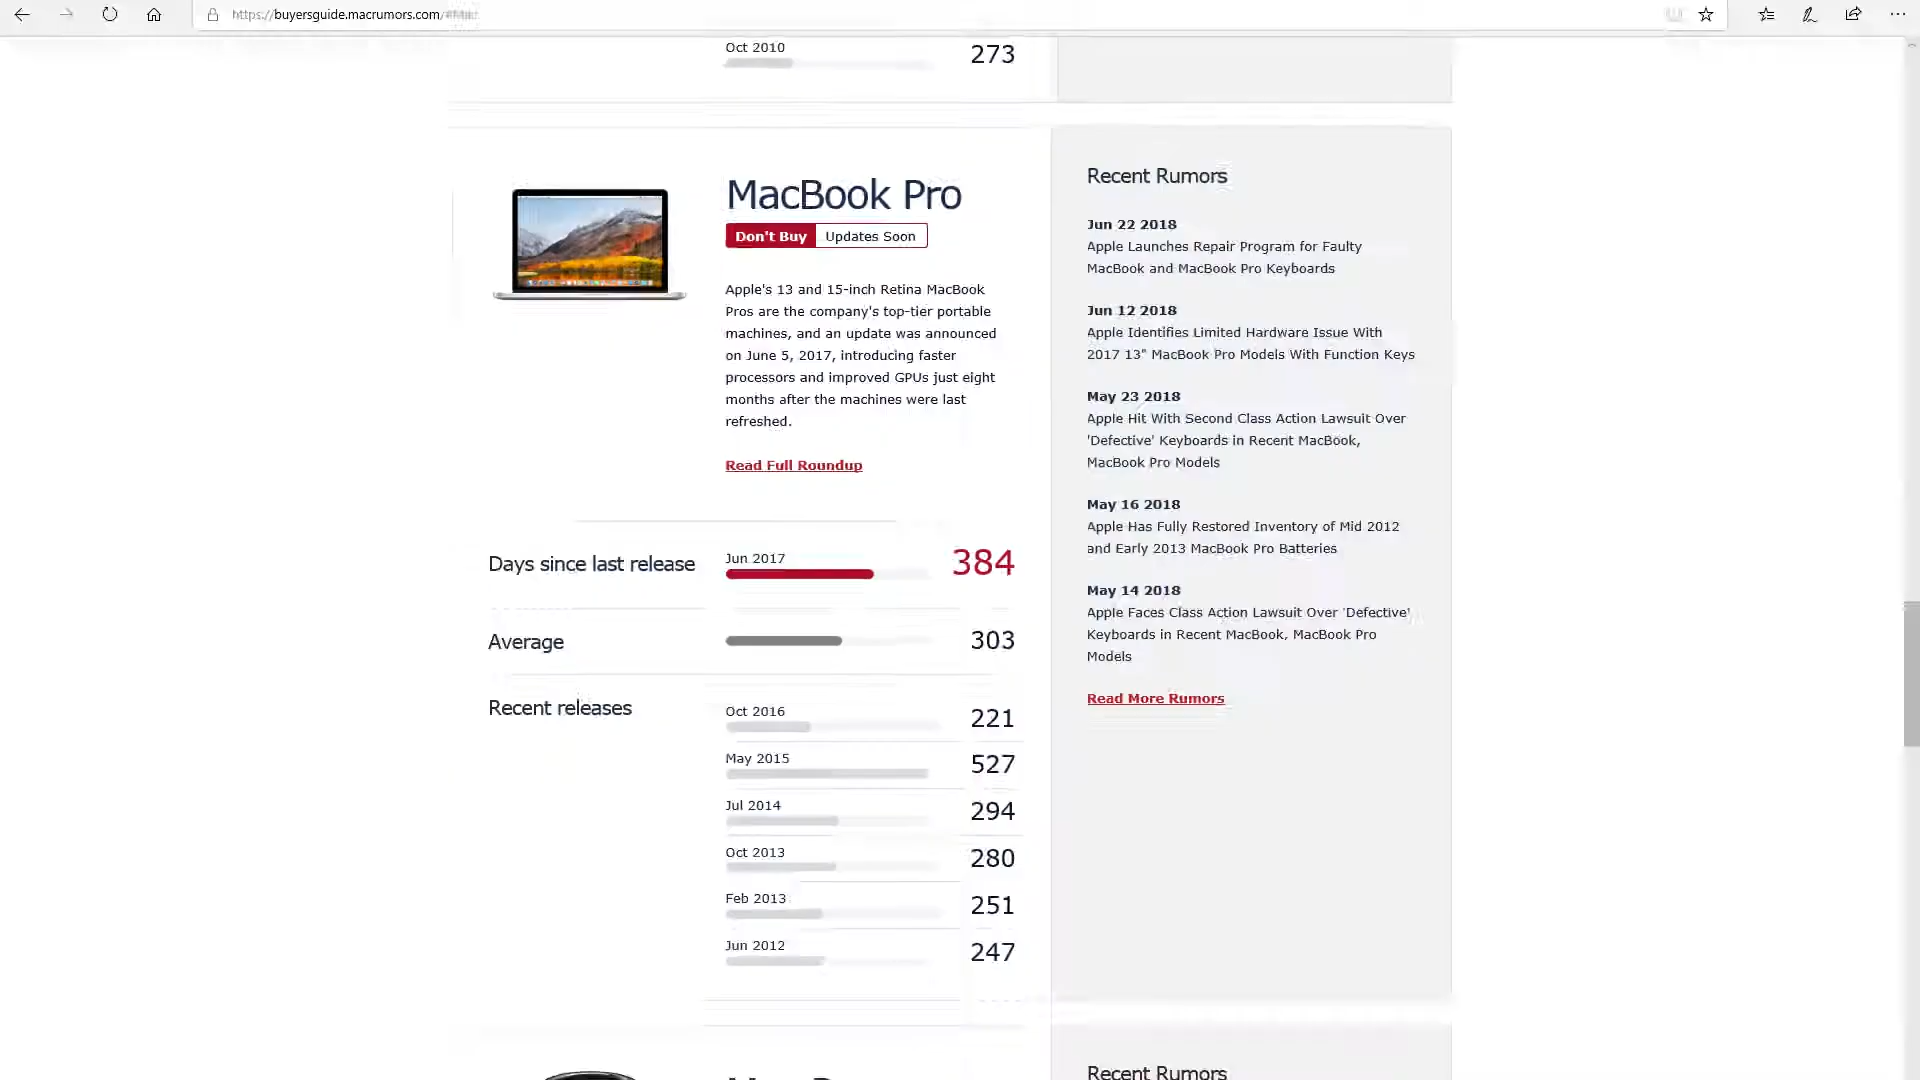 https://buyersguide.macrumors.com/#Mac
Oct 2010
273
MacBook Pro
Don't Buy Updates Soon
Apple's 13 and 15-inch Retina MacBook
Pros are the company's top-tier portable
machines, and an update was announced
on June 5, 2017, introducing faster
processors and improved GPUs just eight
months after the machines were last
refreshed.
Read Full Roundup
Days since last release
Jun 2017
384
Average
303
Recent releases
Oct 2016
221
May 2015
527
Jul 2014
294
Oct 2013
280
Feb 2013
251
Jun 2012
247
Recent Rumors
Jun 22 2018
Apple Launches Repair Program for Faulty
MacBook and MacBook Pro Keyboards
Jun 12 2018
Apple Identifies Limited Hardware Issue With
2017 13" MacBook Pro Models With Function Keys
May 23 2018
Apple Hit With Second Class Action Lawsuit Over
'Defective' Keyboards in Recent MacBook,
MacBook Pro Models
May 16 2018
Apple Has Fully Restored Inventory of Mid 2012
and Early 2013 MacBook Pro Batteries
May 14 2018
Apple Faces Class Action Lawsuit Over 'Defective'
Keyboards in Recent MacBook, MacBook Pro
Models
Read More Rumors
Recent Rumors